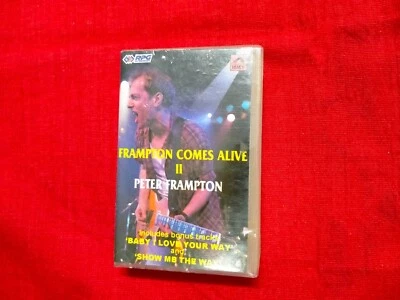 RPG
FRAMPTON COMES ALIVE
II
PETER FRAMPTON
includes bonus tracks
'BABY I LOVE YOUR WAY'
and
'SHOW ME THE WAY'